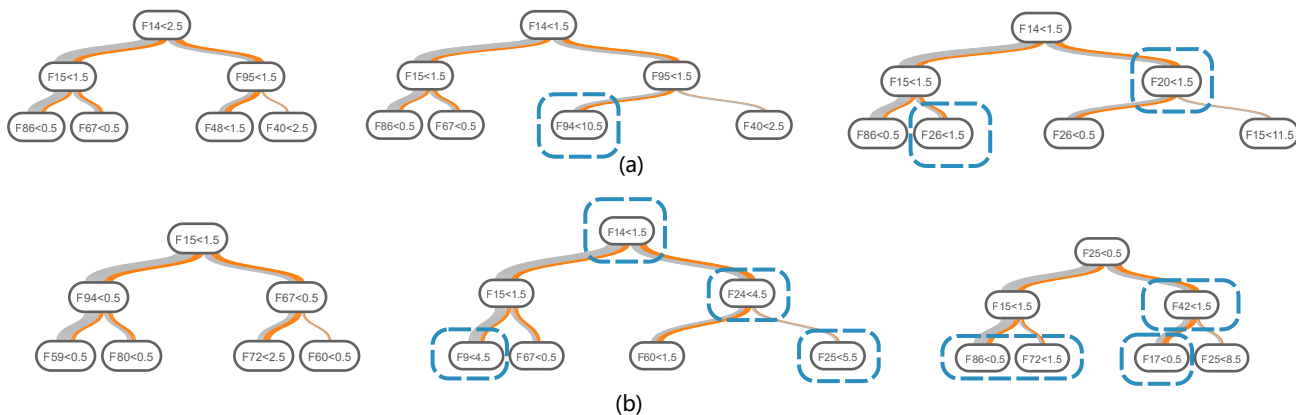 F14<2.5
F15<1.5 F95<1.5
F86<0.5 F67<0.5 F48<1.5 F40<2.5
F14<1.5
F15<1.5 F95<1.5
F86<0.5 F67<0.5 F94<10.5 F40<2.5
F14<1.5
F15<1.5 F20<1.5
F86<0.5 F26<1.5 F26<0.5 F15<11.5
(a)
F15<1.5
F94<0.5 F67<0.5
F59<0.5 F80<0.5 F72<2.5 F60<0.5
F14<1.5
F15<1.5 F24<4.5
F9<4.5 F67<0.5 F60<1.5 F25<5.5
F25<0.5
F15<1.5 F42<1.5
F86<0.5 F72<1.5 F17<0.5 F25<8.5
(b)